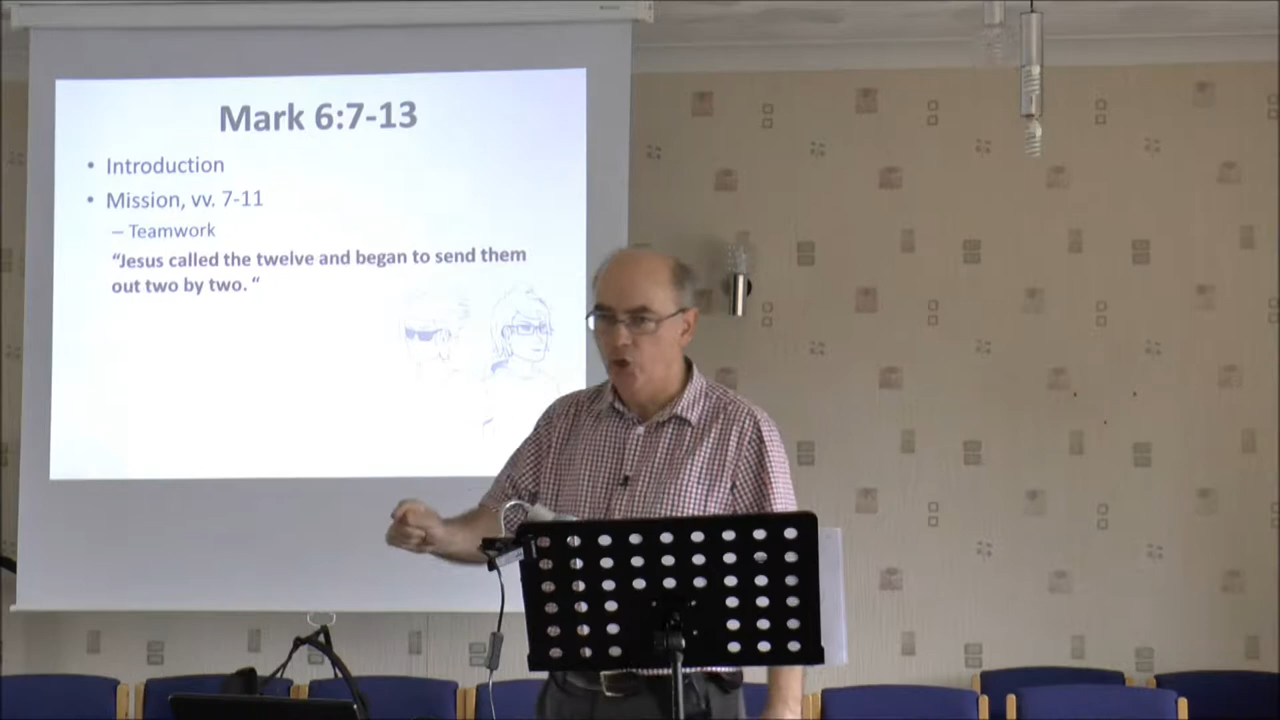 Mark 6:7-13
• Introduction
• Mission, vv. 7-11
– Teamwork
“Jesus called the twelve and began to send them
out two by two. “